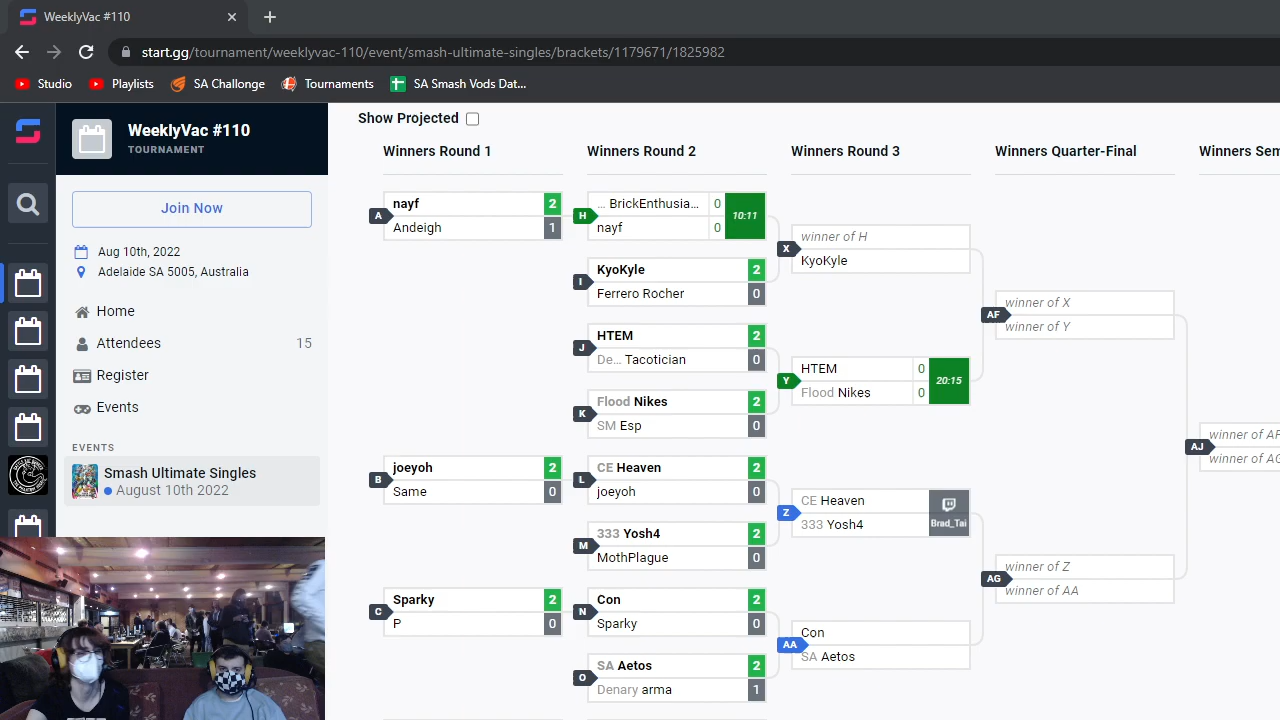 WeeklyVac #110
start.gg/tournament/weeklyvac-110/event/smash-ultimate-singles/brackets/1179671/1825982
Studio Playlists SA Challonge Tournaments SA Smash Vods Dat...
WeeklyVac #110
TOURNAMENT
Join Now
Aug 10th, 2022
Adelaide SA 5005, Australia
Home
Attendees 15
Register
Events
EVENTS
Smash Ultimate Singles
August 10th 2022
Show Projected
Winners Round 1 Winners Round 2 Winners Round 3 Winners Quarter-Final Winners Sem
A
nayf 2
Andeigh 1
B
joeyoh 2
Same 0
C
Sparky 2
P 0
H
... BrickEnthusia... 0
nayf 0
10:11
I
KyoKyle 2
Ferrero Rocher 0
J
HTEM 2
De... Tacotician 0
K
Flood Nikes 2
SM Esp 0
L
CE Heaven 2
joeyoh 0
M
333 Yosh4 2
MothPlague 0
N
Con 2
Sparky 0
O
SA Aetos 2
Denary arma 1
X
winner of H
KyoKyle
Y
HTEM 0
Flood Nikes 0
20:15
Z
CE Heaven
333 Yosh4
Brad_Tai
AA
Con
SA Aetos
AF
winner of X
winner of Y
AG
winner of Z
winner of AA
AJ
winner of AF
winner of AG